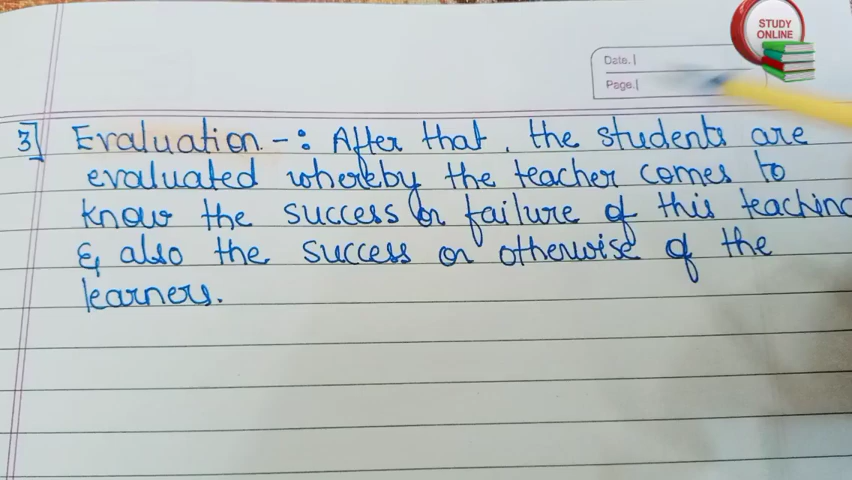 STUDY
ONLINE
Date.
Page.
3] Evaluation -: After that, the students are
evaluated whereby the teacher comes to
know the success or failure of this teaching
& also the success or otherwise of the
learners.